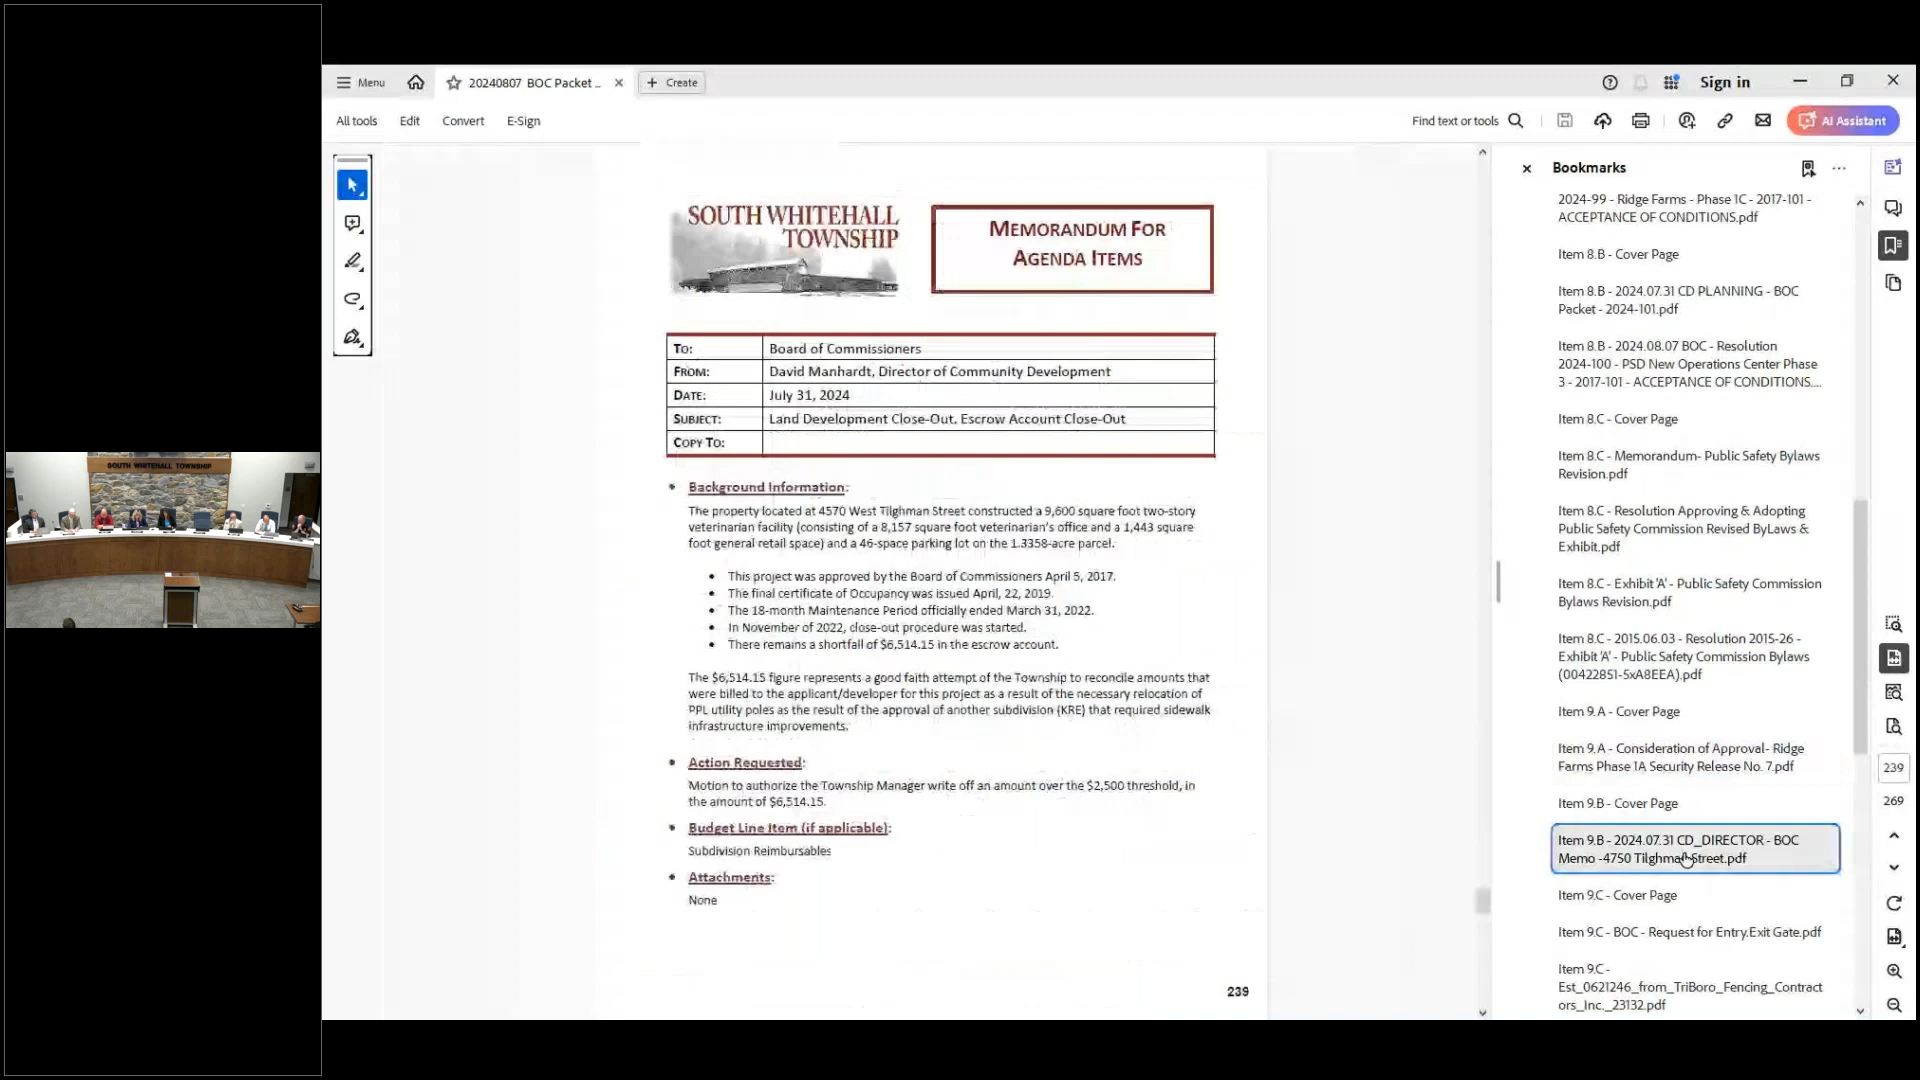 Menu
20240807 BOC Packet ..
Create
Sign in
All tools
Edit
Convert
E-Sign
Find text or tools
AI Assistant
SOUTH WHITEHALL TOWNSHIP
SOUTH WHITEHALL
TOWNSHIP
MEMORANDUM FOR
AGENDA ITEMS
TO: Board of Commissioners
FROM: David Manhardt, Director of Community Development
DATE: July 31, 2024
SUBJECT: Land Development Close-Out, Escrow Account Close-Out
COPY TO:
• Background Information:
The property located at 4570 West Tilghman Street constructed a 9,600 square foot two-story
veterinarian facility (consisting of a 8,157 square foot veterinarian's office and a 1,443 square
foot general retail space) and a 46-space parking lot on the 1.3358-acre parcel.
• This project was approved by the Board of Commissioners April 5, 2017.
• The final certificate of Occupancy was issued April, 22, 2019.
• The 18-month Maintenance Period officially ended March 31, 2022.
• In November of 2022, close-out procedure was started.
• There remains a shortfall of $6,514.15 in the escrow account.
The $6,514.15 figure represents a good faith attempt of the Township to reconcile amounts that
were billed to the applicant/developer for this project as a result of the necessary relocation of
PPL utility poles as the result of the approval of another subdivision (KRE) that required sidewalk
infrastructure improvements.
• Action Requested:
Motion to authorize the Township Manager write off an amount over the $2,500 threshold, in
the amount of $6,514.15.
• Budget Line Item (if applicable):
Subdivision Reimbursables
• Attachments:
None
239
Bookmarks
2024-99 - Ridge Farms - Phase 1C - 2017-101 -
ACCEPTANCE OF CONDITIONS.pdf
Item 8.B - Cover Page
Item 8.B - 2024.07.31 CD PLANNING - BOC
Packet - 2024-101.pdf
Item 8.B - 2024.08.07 BOC - Resolution
2024-100 - PSD New Operations Center Phase
3 - 2017-101 - ACCEPTANCE OF CONDITIONS....
Item 8.C - Cover Page
Item 8.C - Memorandum- Public Safety Bylaws
Revision.pdf
Item 8.C - Resolution Approving & Adopting
Public Safety Commission Revised ByLaws &
Exhibit.pdf
Item 8.C - Exhibit 'A' - Public Safety Commission
Bylaws Revision.pdf
Item 8.C - 2015.06.03 - Resolution 2015-26 -
Exhibit 'A' - Public Safety Commission Bylaws
(00422851-5xA8EEA).pdf
Item 9.A - Cover Page
Item 9.A - Consideration of Approval- Ridge
Farms Phase 1A Security Release No. 7.pdf
Item 9.B - Cover Page
Item 9.B - 2024.07.31 CD_DIRECTOR - BOC
Memo -4750 Tilghman Street.pdf
Item 9.C - Cover Page
Item 9.C - BOC - Request for Entry.Exit Gate.pdf
Item 9.C -
Est_0621246_from_TriBoro_Fencing_Contract
ors_Inc._23132.pdf
239
269